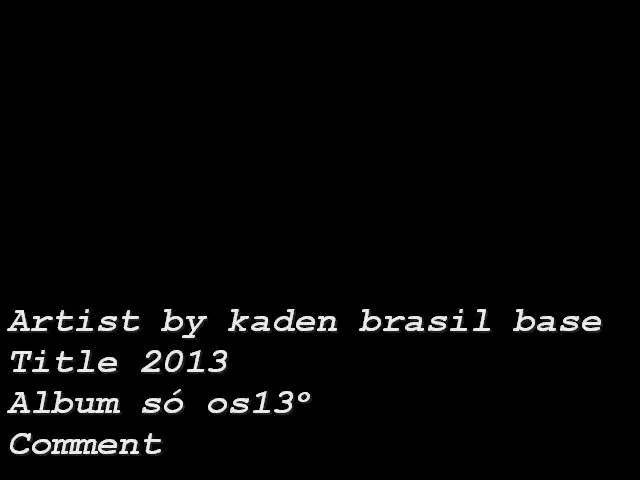 Artist by kaden brasil base
Title 2013
Album só os13º
Comment